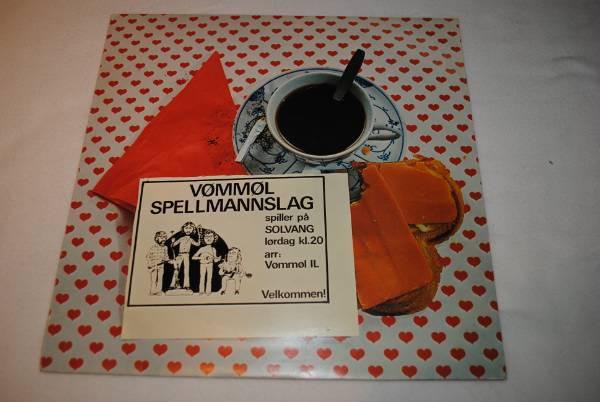 VØMMØL
SPELLMANNSLAG
spiller på
SOLVANG
lørdag kl.20
arr:
Vømmøl IL
Velkommen!